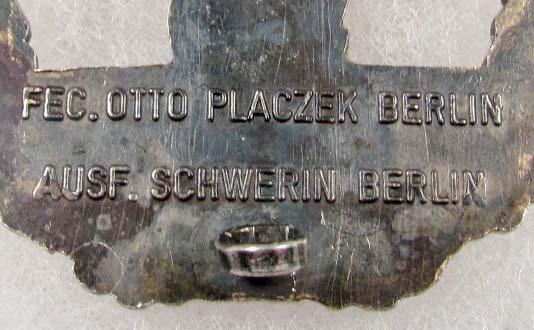 FEC. OTTO PLACZEK BERLIN
AUSF. SCHWERIN BERLIN